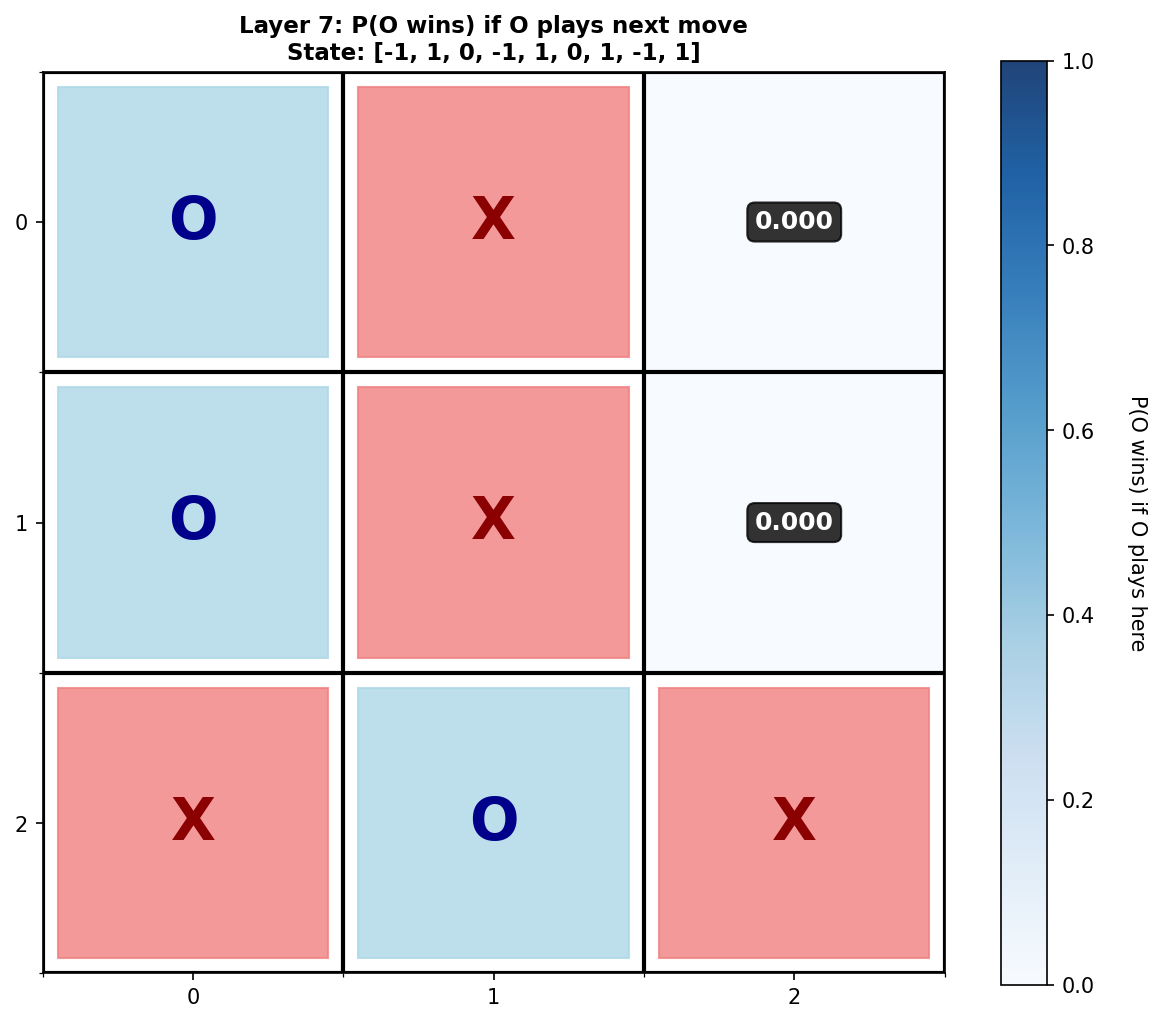 Layer 7: P(O wins) if O plays next move
State: [-1, 1, 0, -1, 1, 0, 1, -1, 1]
0
O
X
0.000
1
O
X
0.000
2
X
O
X
0
1
2
1.0
0.8
0.6
0.4
0.2
0.0
P(O wins) if O plays here